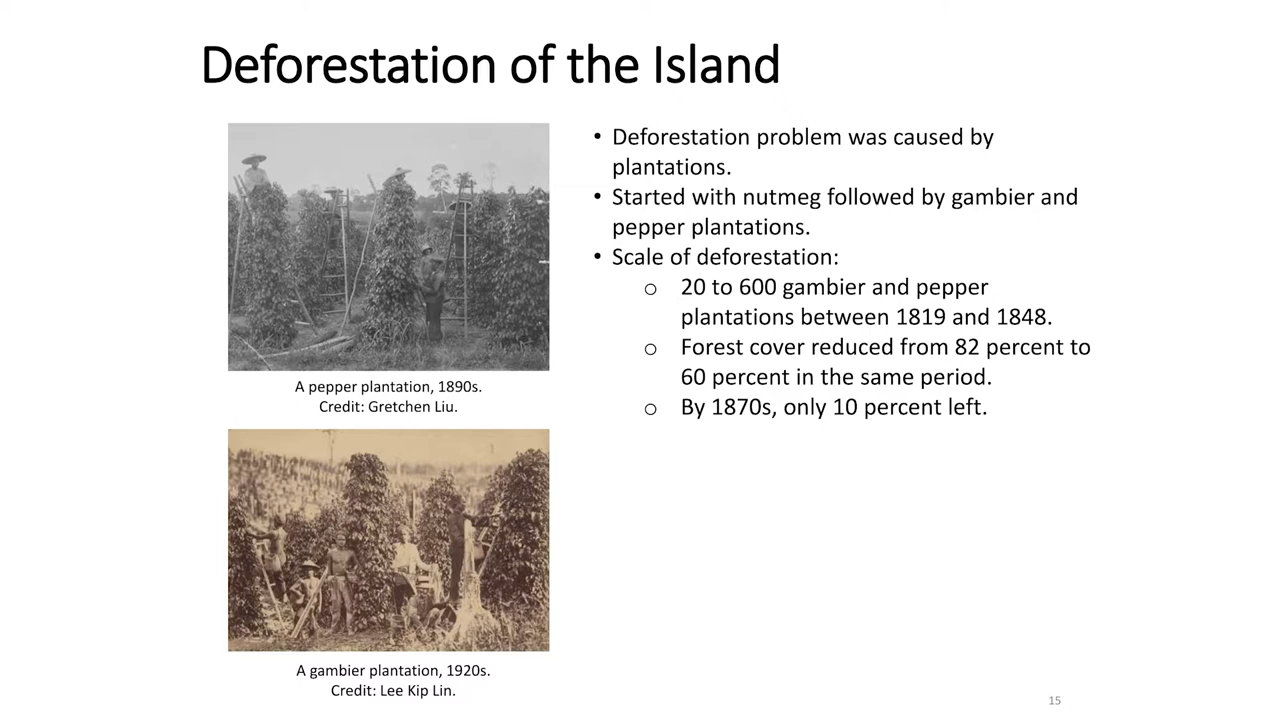 Deforestation of the Island
A pepper plantation, 1890s.
Credit: Gretchen Liu.
A gambier plantation, 1920s.
Credit: Lee Kip Lin.
• Deforestation problem was caused by
plantations.
• Started with nutmeg followed by gambier and
pepper plantations.
• Scale of deforestation:
o 20 to 600 gambier and pepper
plantations between 1819 and 1848.
o Forest cover reduced from 82 percent to
60 percent in the same period.
o By 1870s, only 10 percent left.
15